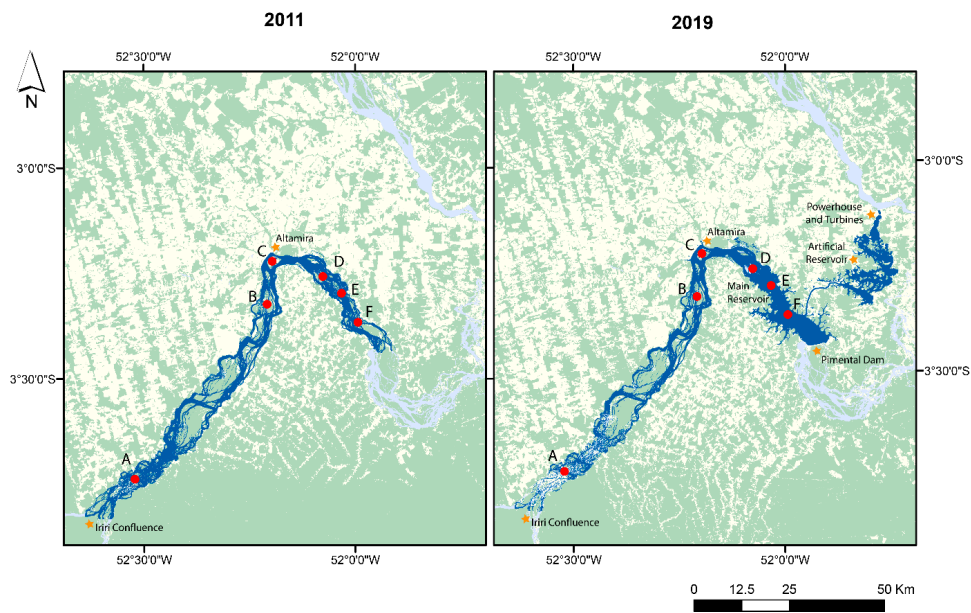 2011
2019
52°30'0"W
52°0'0"W
52°30'0"W
52°0'0"W
N
3°0'0"S
3°0'0"S
Powerhouse
and Turbines
C
Altamira
C
Altamira
Artificial
Reservoir
D
D
B
E
B
Main
Reservoir
E
F
F
Pimental Dam
3°30'0"S
3°30'0"S
A
A
Iriri Confluence
Iriri Confluence
52°30'0"W
52°0'0"W
52°30'0"W
52°0'0"W
0 12.5 25 50 Km